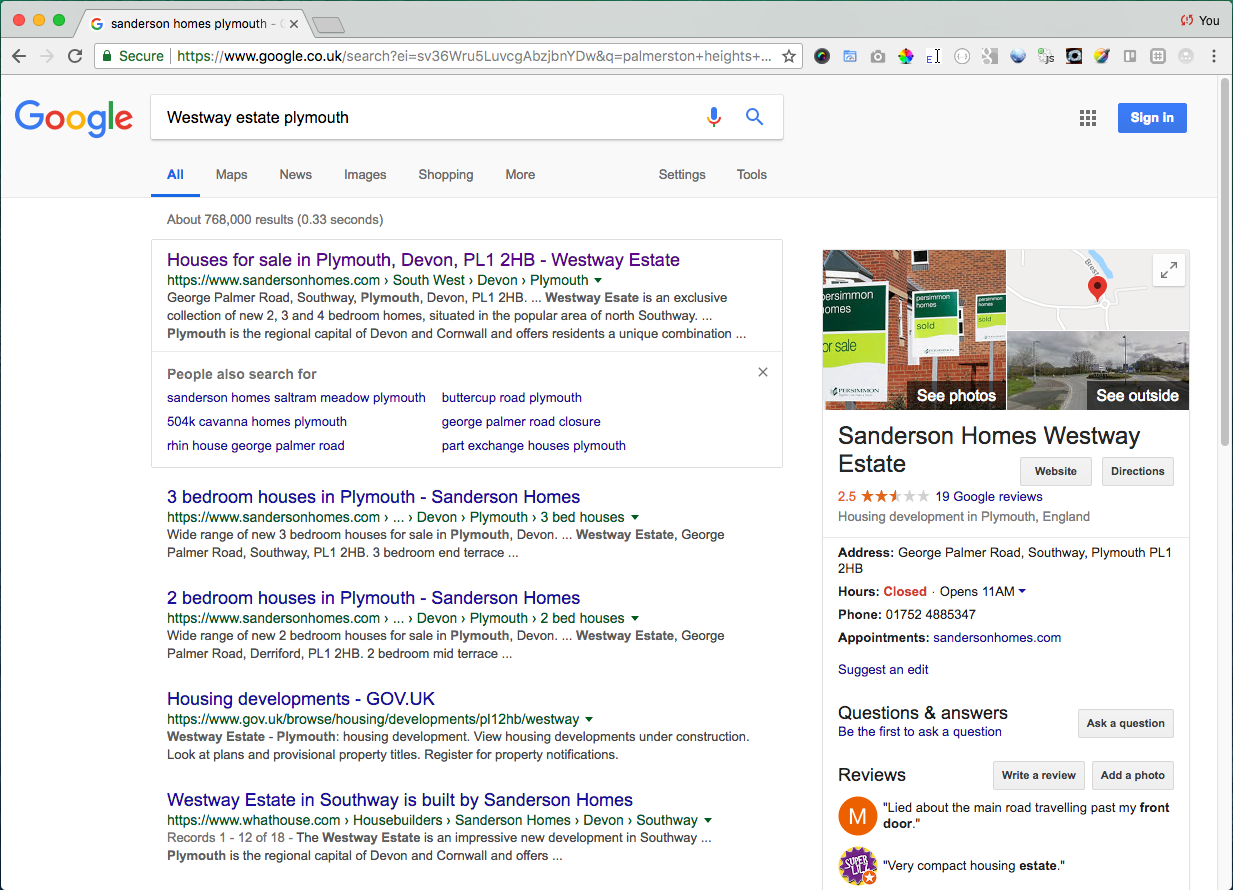 sanderson homes plymouth -
You
Secure
https://www.google.co.uk/search?ei=sv36Wru5LuvcgAbzjbnYDw&q=palmerston+heights+...
Google
Westway estate plymouth
Sign in
All Maps News Images Shopping More Settings Tools
About 768,000 results (0.33 seconds)
Houses for sale in Plymouth, Devon, PL1 2HB - Westway Estate
https://www.sandersonhomes.com › South West › Devon › Plymouth
George Palmer Road, Southway, Plymouth, Devon, PL1 2HB. ... Westway Esate is an exclusive
collection of new 2, 3 and 4 bedroom homes, situated in the popular area of north Southway. ...
Plymouth is the regional capital of Devon and Cornwall and offers residents a unique combination ...
People also search for
sanderson homes saltram meadow plymouth
buttercup road plymouth
504k cavanna homes plymouth
george palmer road closure
rhin house george palmer road
part exchange houses plymouth
3 bedroom houses in Plymouth - Sanderson Homes
https://www.sandersonhomes.com › ... › Devon › Plymouth › 3 bed houses
Wide range of new 3 bedroom houses for sale in Plymouth, Devon. ... Westway Estate, George
Palmer Road, Southway, PL1 2HB. 3 bedroom end terrace ...
2 bedroom houses in Plymouth - Sanderson Homes
https://www.sandersonhomes.com › ... › Devon › Plymouth › 2 bed houses
Wide range of new 2 bedroom houses for sale in Plymouth, Devon. ... Westway Estate, George
Palmer Road, Derriford, PL1 2HB. 2 bedroom mid terrace ...
Housing developments - GOV.UK
https://www.gov.uk/browse/housing/developments/pl12hb/westway
Westway Estate - Plymouth: housing development. View housing developments under construction.
Look at plans and provisional property titles. Register for property notifications.
Westway Estate in Southway is built by Sanderson Homes
https://www.whathouse.com › Housebuilders › Sanderson Homes › Devon › Southway
Records 1 - 12 of 18 - The Westway Estate is an impressive new development in Southway ...
Plymouth is the regional capital of Devon and Cornwall and offers ...
persimmon
homes
for sale
PERSIMMON
persimmon
homes
sold
persimmon
homes
sold
Brest
See photos
See outside
Sanderson Homes Westway
Estate
Website
Directions
2.5 19 Google reviews
Housing development in Plymouth, England
Address: George Palmer Road, Southway, Plymouth PL1
2HB
Hours: Closed · Opens 11AM
Phone: 01752 4885347
Appointments: sandersonhomes.com
Suggest an edit
Questions & answers
Be the first to ask a question
Ask a question
Reviews
Write a review
Add a photo
M
"Lied about the main road travelling past my front
door."
SUPER
LILL
"Very compact housing estate."